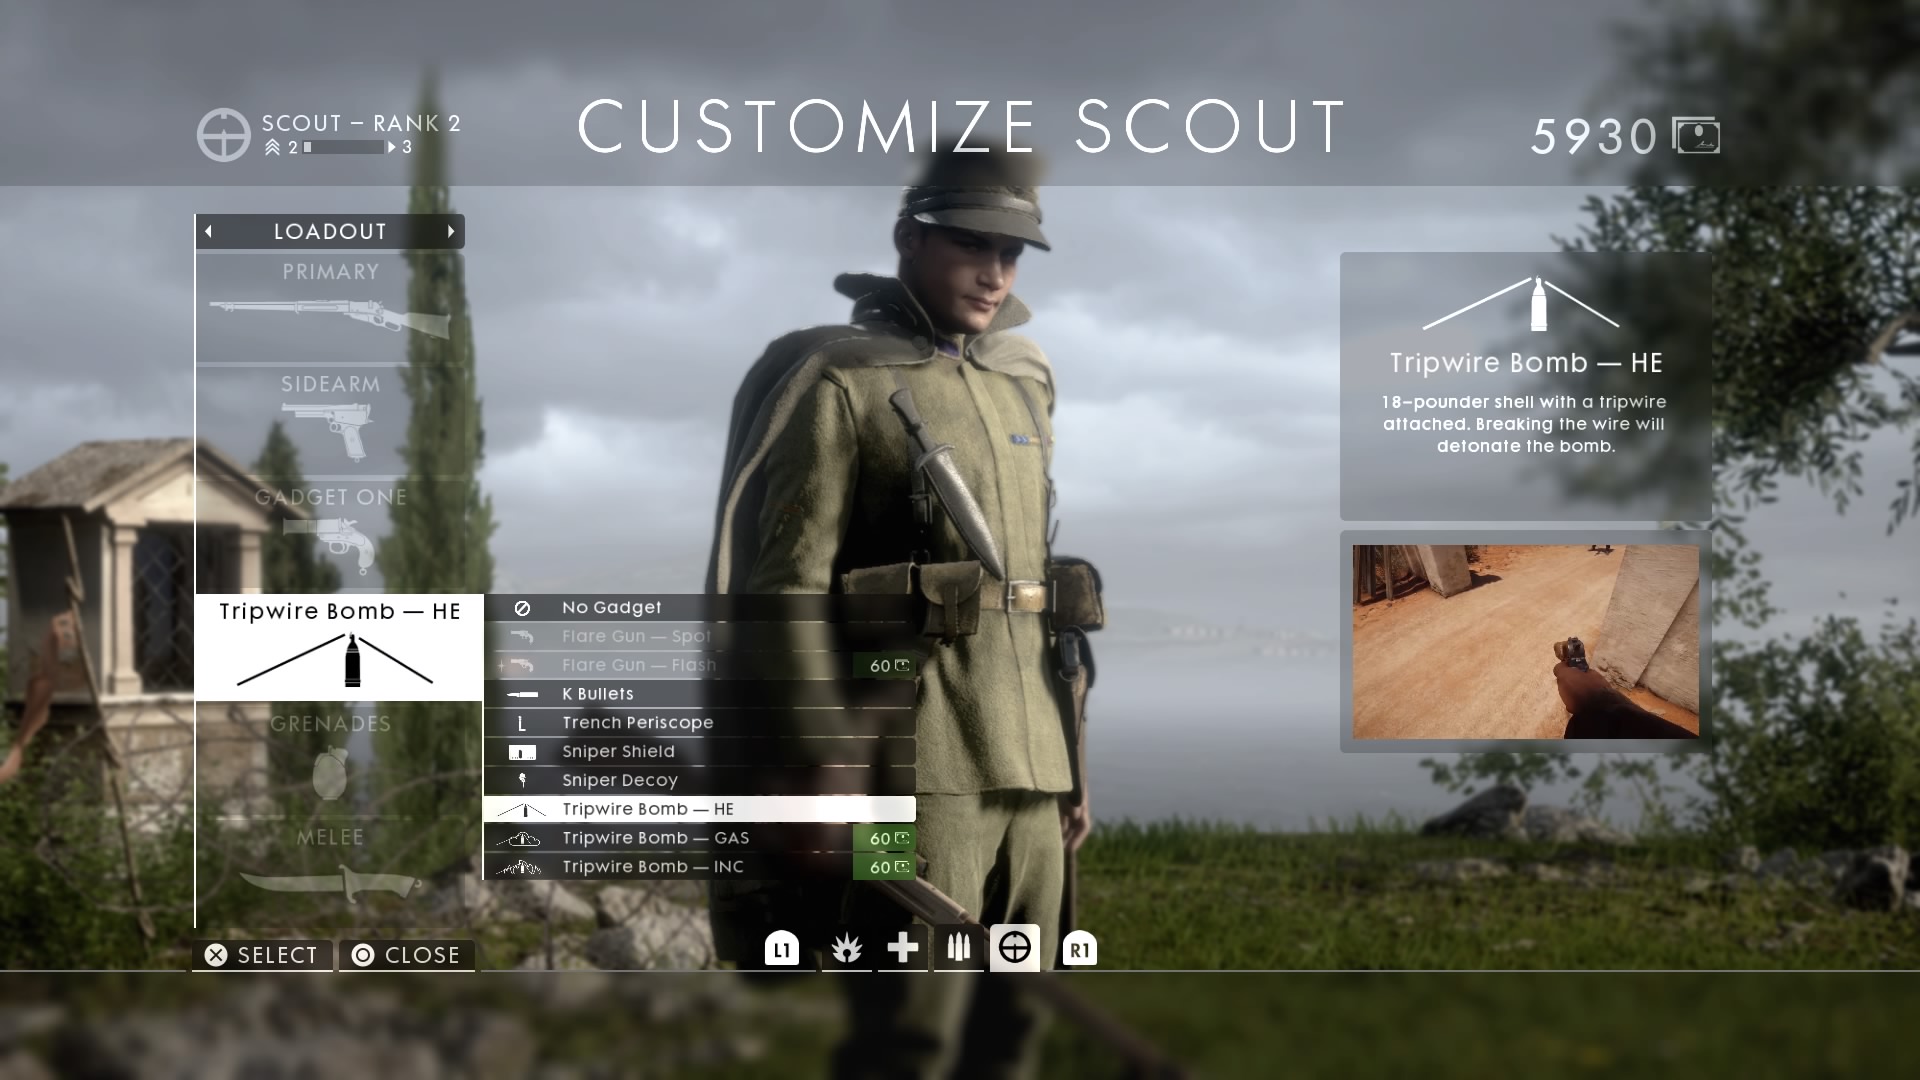 SCOUT – RANK 2
2 3
CUSTOMIZE SCOUT
5930
LOADOUT
PRIMARY
SIDEARM
GADGET ONE
Tripwire Bomb — HE
GRENADES
MELEE
No Gadget
Flare Gun — Spot
Flare Gun — Flash 60
K Bullets
Trench Periscope
Sniper Shield
Sniper Decoy
Tripwire Bomb — HE
Tripwire Bomb — GAS 60
Tripwire Bomb — INC 60
Tripwire Bomb — HE
18-pounder shell with a tripwire
attached. Breaking the wire will
detonate the bomb.
SELECT CLOSE
L1 R1